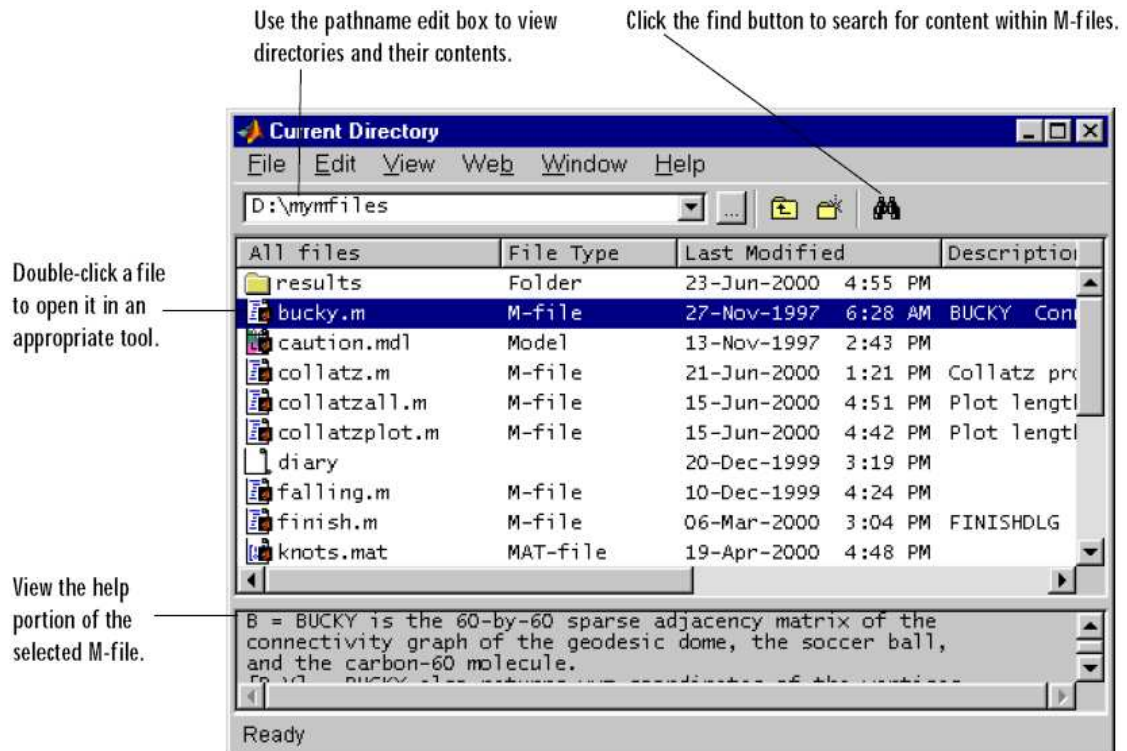 Use the pathname edit box to view
directories and their contents.
Click the find button to search for content within M-files.
Current Directory
File Edit View Web Window Help
D:\mymfiles ...
All files File Type Last Modified Description
results Folder 23-Jun-2000 4:55 PM
bucky.m M-file 27-Nov-1997 6:28 AM BUCKY Con
caution.mdl Model 13-Nov-1997 2:43 PM
collatz.m M-file 21-Jun-2000 1:21 PM Collatz pro
collatzall.m M-file 15-Jun-2000 4:51 PM Plot lengt
collatzplot.m M-file 15-Jun-2000 4:42 PM Plot lengt
diary 20-Dec-1999 3:19 PM
falling.m M-file 10-Dec-1999 4:24 PM
finish.m M-file 06-Mar-2000 3:04 PM FINISHDLG
knots.mat MAT-file 19-Apr-2000 4:48 PM
Double-click a file
to open it in an
appropriate tool.
View the help
portion of the
selected M-file.
B = BUCKY is the 60-by-60 sparse adjacency matrix of the
connectivity graph of the geodesic dome, the soccer ball,
and the carbon-60 molecule.
Ready